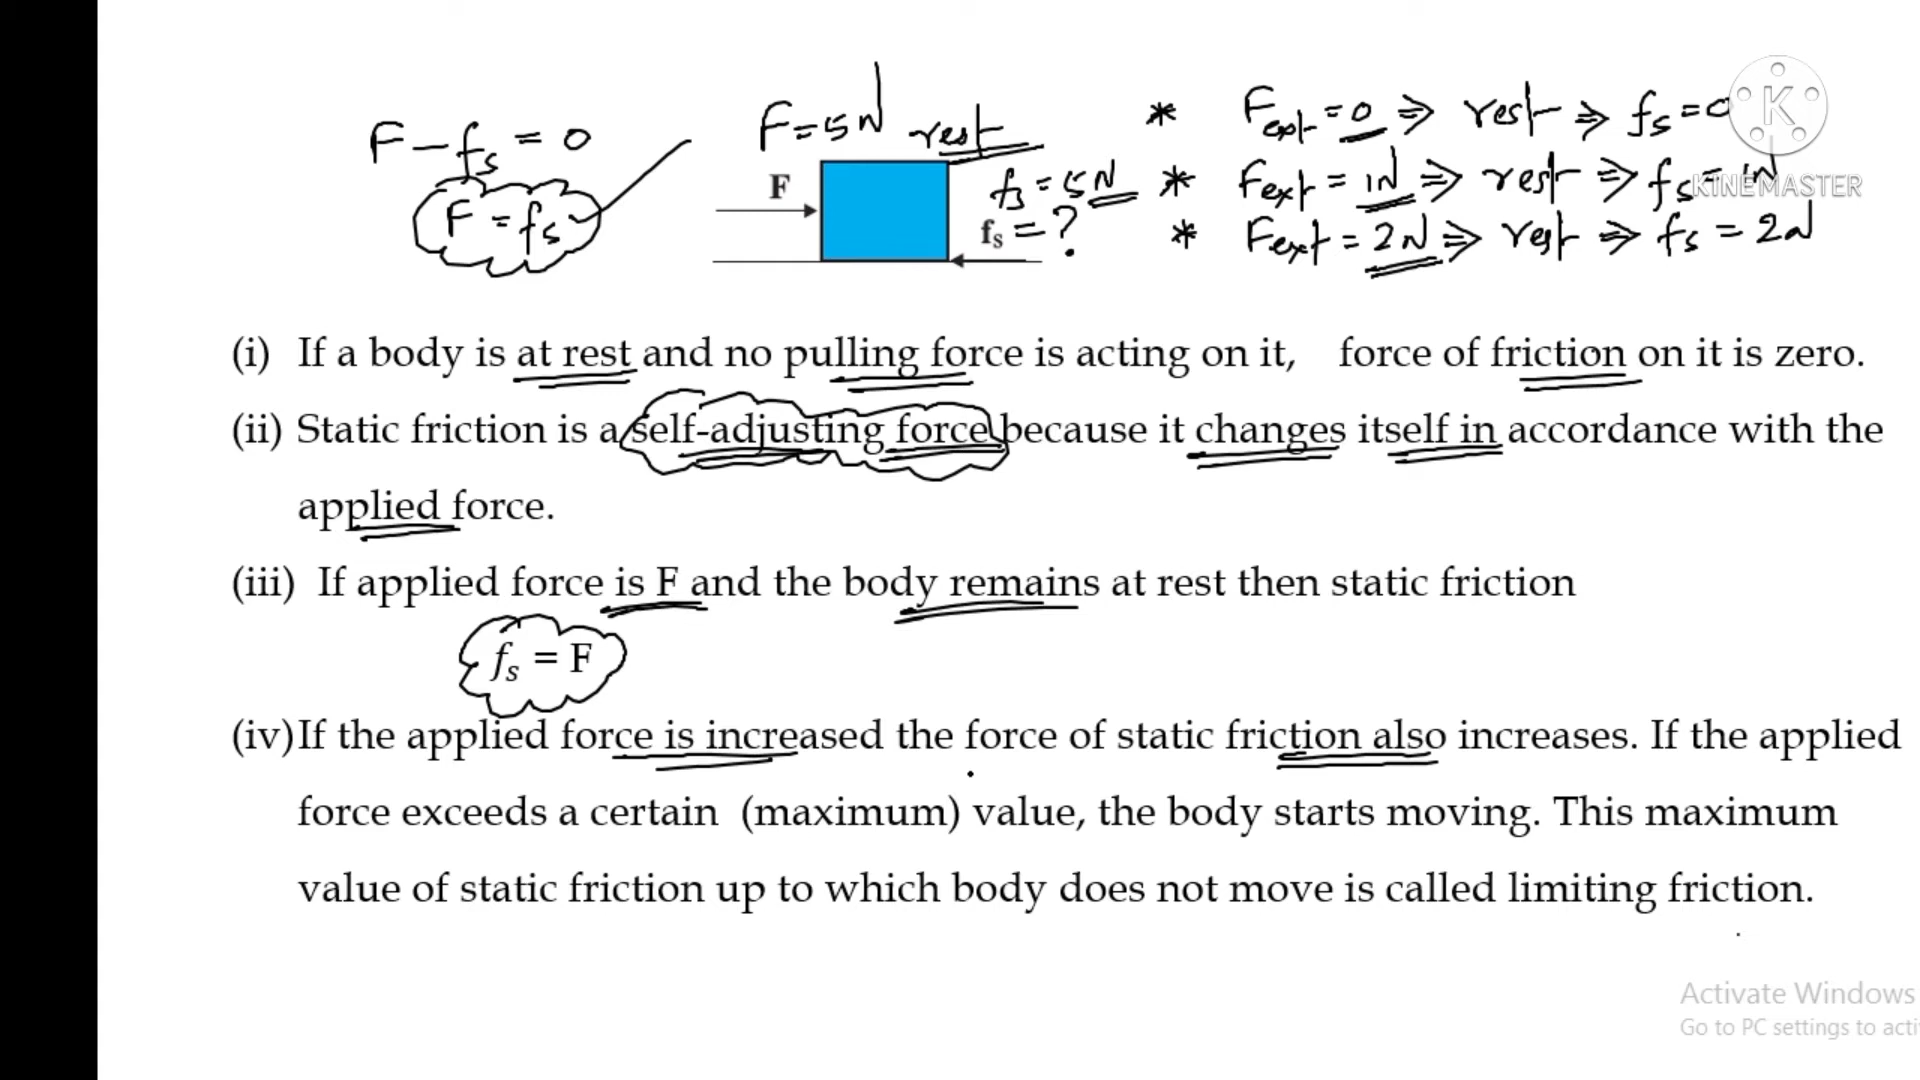 F - fs = 0
F = fs
F = 5N rest
F
fs = 5N
fs = ?
* Fext = 0 ⇒ rest ⇒ fs = 0
* Fext = 1N ⇒ rest ⇒ fs = 1N
* Fext = 2N ⇒ rest ⇒ fs = 2N
K
KINEMASTER
(i) If a body is at rest and no pulling force is acting on it, force of friction on it is zero.
(ii) Static friction is a self-adjusting force because it changes itself in accordance with the
applied force.
(iii) If applied force is F and the body remains at rest then static friction
fs = F
(iv) If the applied force is increased the force of static friction also increases. If the applied
force exceeds a certain (maximum) value, the body starts moving. This maximum
value of static friction up to which body does not move is called limiting friction.
Activate Windows
Go to PC settings to acti